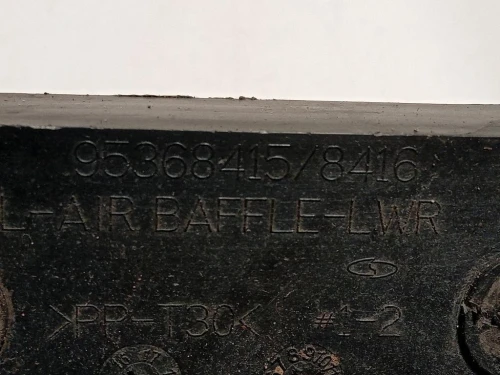 95368415/8416
L-AIR BAFFLE-LWR
>PP-T30< #1-2